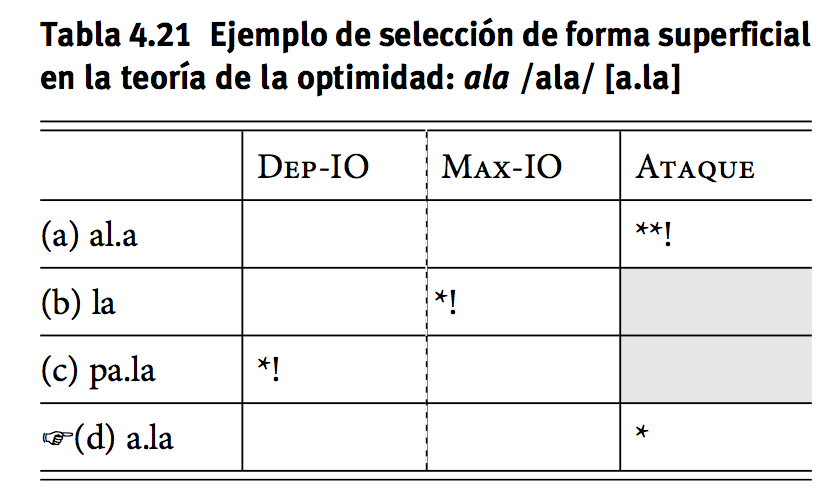 Tabla 4.21 Ejemplo de selección de forma superficial
en la teoría de la optimidad: ala /ala/ [a.la]
DEP-IO MAX-IO ATAQUE
(a) al.a **!
(b) la *!
(c) pa.la *!
☞(d) a.la *